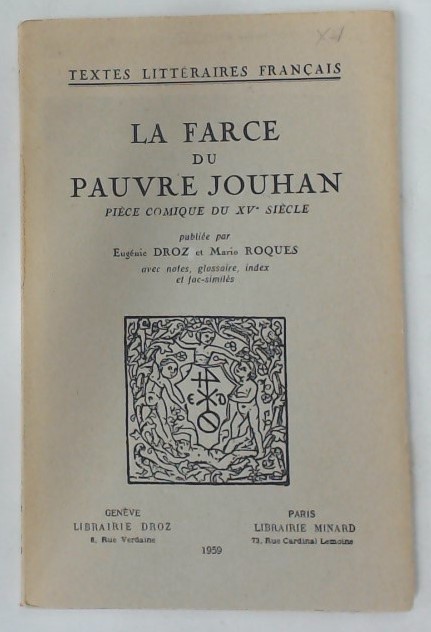 X4
TEXTES LITTÉRAIRES FRANÇAIS
LA FARCE
DU
PAUVRE JOUHAN
PIÈCE COMIQUE DU XVᵉ SIÈCLE
publiée par
Eugénie DROZ et Mario ROQUES
avec notes, glossaire, index
et fac-similés
E D
GENÈVE
LIBRAIRIE DROZ
8, Rue Verdaine
PARIS
LIBRAIRIE MINARD
73, Rue Cardinal Lemoine
1959